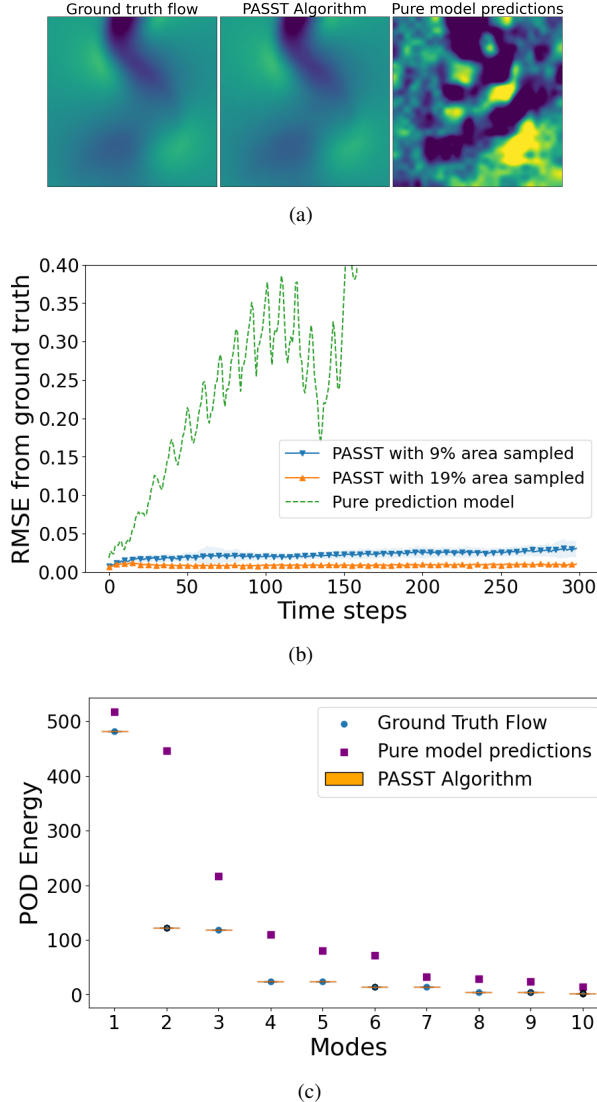 Ground truth flow PASST Algorithm Pure model predictions
(a)
0.40
0.35
0.30
0.25
0.20
0.15
0.10
0.05
0.00
RMSE from ground truth
PASST with 9% area sampled
PASST with 19% area sampled
Pure prediction model
0 50 100 150 200 250 300
Time steps
(b)
500
400
300
200
100
0
POD Energy
Ground Truth Flow
Pure model predictions
PASST Algorithm
1 2 3 4 5 6 7 8 9 10
Modes
(c)